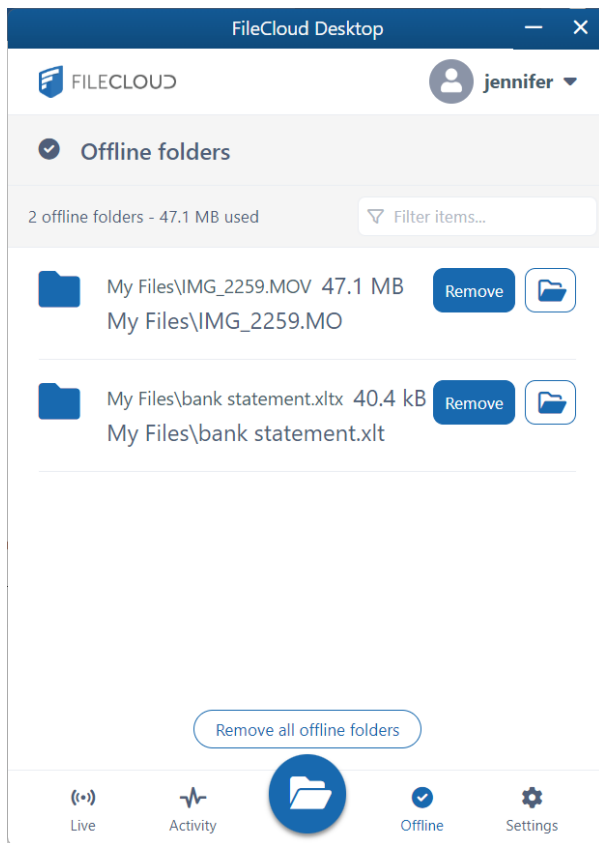 FileCloud Desktop
FILECLOUD
jennifer
Offline folders
2 offline folders - 47.1 MB used
Filter items...
My Files\IMG_2259.MOV 47.1 MB
Remove
My Files\IMG_2259.MO
My Files\bank statement.xltx 40.4 kB
Remove
My Files\bank statement.xlt
Remove all offline folders
Live
Activity
Offline
Settings